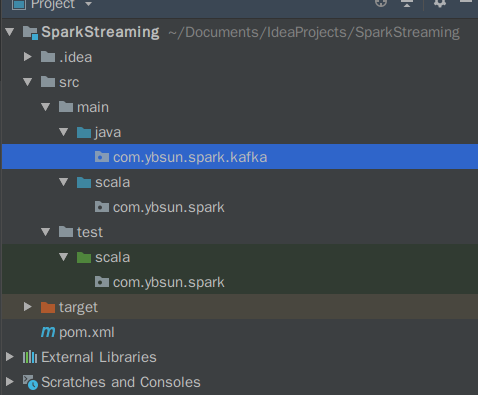 Project
SparkStreaming ~/Documents/IdeaProjects/SparkStreaming
.idea
src
main
java
com.ybsun.spark.kafka
scala
com.ybsun.spark
test
scala
com.ybsun.spark
target
pom.xml
External Libraries
Scratches and Consoles